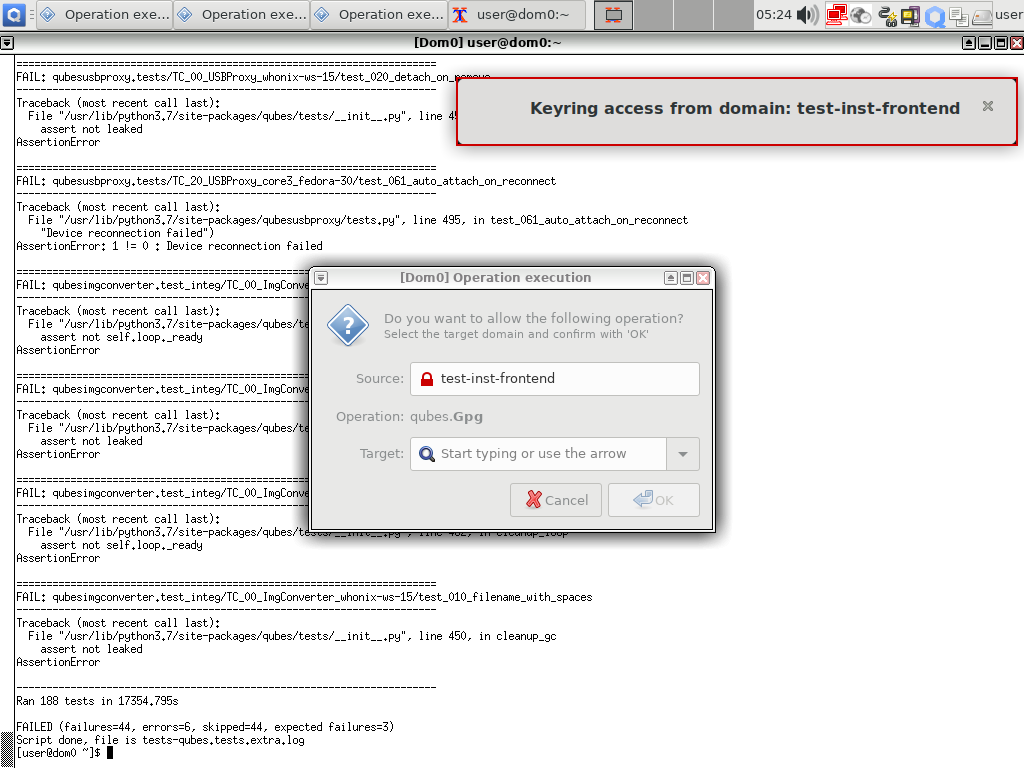 Operation exe... Operation exe... Operation exe... user@dom0:~ 05:24 user
[Dom0] user@dom0:~
FAIL: qubesusbproxy.tests/TC_00_USBProxy_whonix-ws-15/test_020_detach_on_remove
Traceback (most recent call last):
File "/usr/lib/python3.7/site-packages/qubes/tests/__init__.py", line 45
assert not leaked
AssertionError
Keyring access from domain: test-inst-frontend
FAIL: qubesusbproxy.tests/TC_20_USBProxy_core3_fedora-30/test_061_auto_attach_on_reconnect
Traceback (most recent call last):
File "/usr/lib/python3.7/site-packages/qubesusbproxy/tests.py", line 495, in test_061_auto_attach_on_reconnect
"Device reconnection failed")
AssertionError: 1 != 0 : Device reconnection failed
FAIL: qubesimgconverter.test_integ/TC_00_ImgConve
Traceback (most recent call last):
File "/usr/lib/python3.7/site-packages/qubes/te
assert not self.loop._ready
AssertionError
FAIL: qubesimgconverter.test_integ/TC_00_ImgConve
Traceback (most recent call last):
File "/usr/lib/python3.7/site-packages/qubes/te
assert not leaked
AssertionError
FAIL: qubesimgconverter.test_integ/TC_00_ImgConve
Traceback (most recent call last):
File "/usr/lib/python3.7/site-packages/qubes/tests/__init__.py", line 462, in cleanup_loop
assert not self.loop._ready
AssertionError
[Dom0] Operation execution
Do you want to allow the following operation?
Select the target domain and confirm with 'OK'
Source: test-inst-frontend
Operation: qubes.Gpg
Target: Start typing or use the arrow
Cancel OK
FAIL: qubesimgconverter.test_integ/TC_00_ImgConverter_whonix-ws-15/test_010_filename_with_spaces
Traceback (most recent call last):
File "/usr/lib/python3.7/site-packages/qubes/tests/__init__.py", line 450, in cleanup_gc
assert not leaked
AssertionError
Ran 188 tests in 17354.795s
FAILED (failures=44, errors=6, skipped=44, expected failures=3)
Script done, file is tests-qubes.tests.extra.log
[user@dom0 ~]$